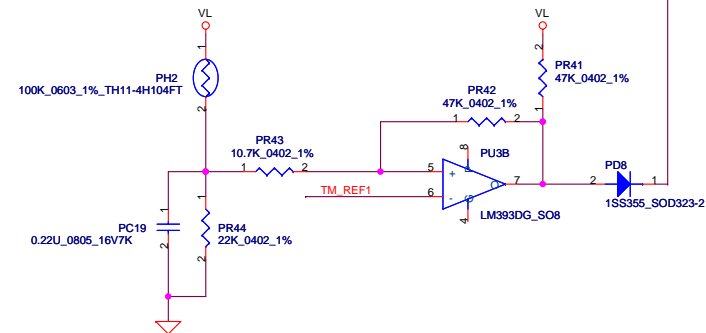 VL
VL
1
2
PH2
100K_0603_1%_TH11-4H104FT
2
PR41
47K_0402_1%
1
PR42
47K_0402_1%
1
2
PR43
10.7K_0402_1%
1
2
8
PU3B
5
+
P
6
-
G
O
7
TM_REF1
4
LM393DG_SO8
2
PD8
1
1SS355_SOD323-2
1
PC19
0.22U_0805_16V7K
2
1
PR44
22K_0402_1%
2